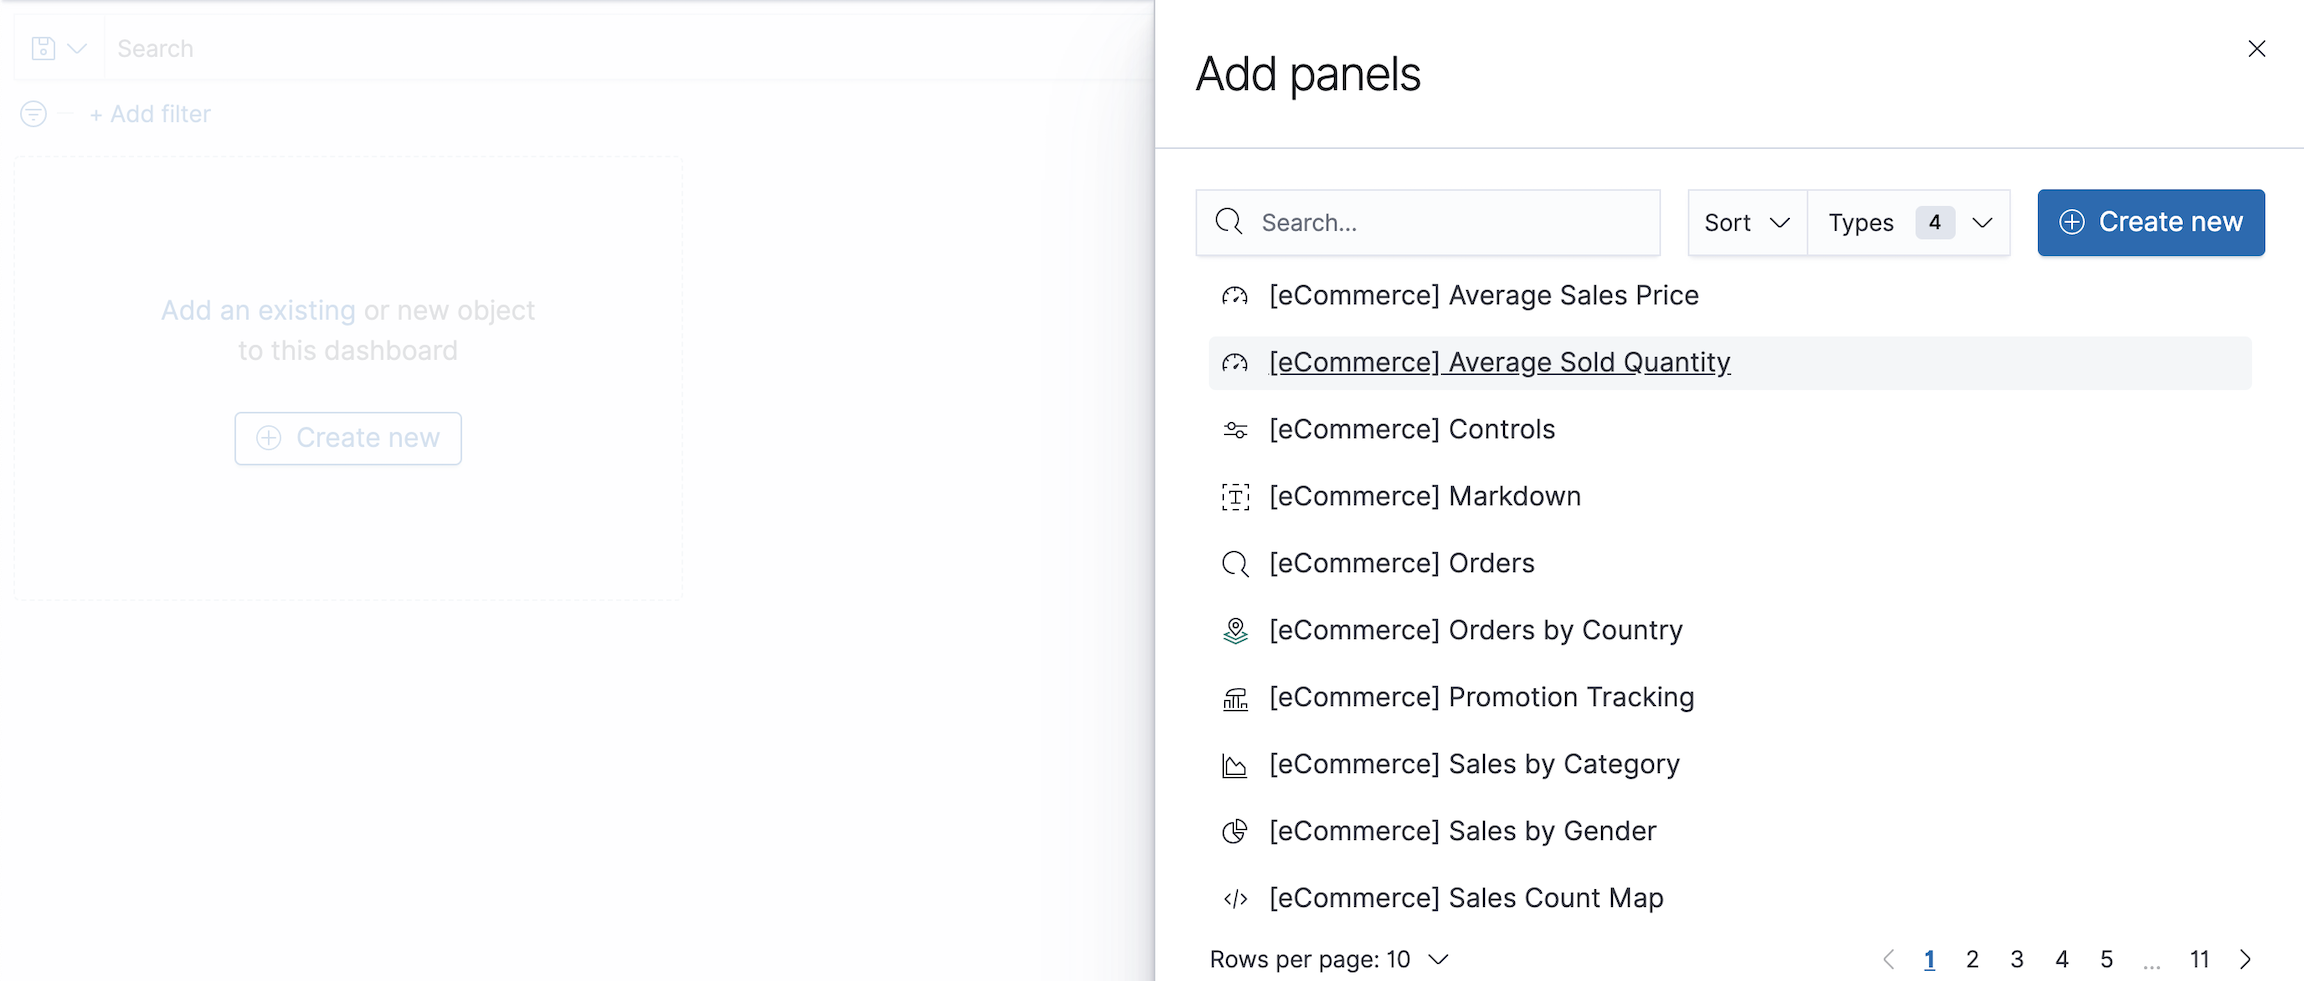 Search
+ Add filter
Add an existing or new object
to this dashboard
Create new
Add panels
Search...
Sort
Types 4
Create new
[eCommerce] Average Sales Price
[eCommerce] Average Sold Quantity
[eCommerce] Controls
[eCommerce] Markdown
[eCommerce] Orders
[eCommerce] Orders by Country
[eCommerce] Promotion Tracking
[eCommerce] Sales by Category
[eCommerce] Sales by Gender
[eCommerce] Sales Count Map
Rows per page: 10
1 2 3 4 5 ... 11